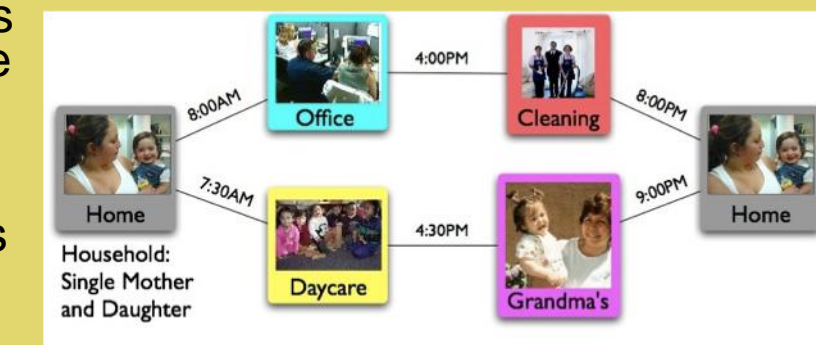 s
e
s
8:00AM
Office
4:00PM
Cleaning
8:00PM
Home
7:30AM
Daycare
4:30PM
Grandma's
9:00PM
Home
Household:
Single Mother
and Daughter